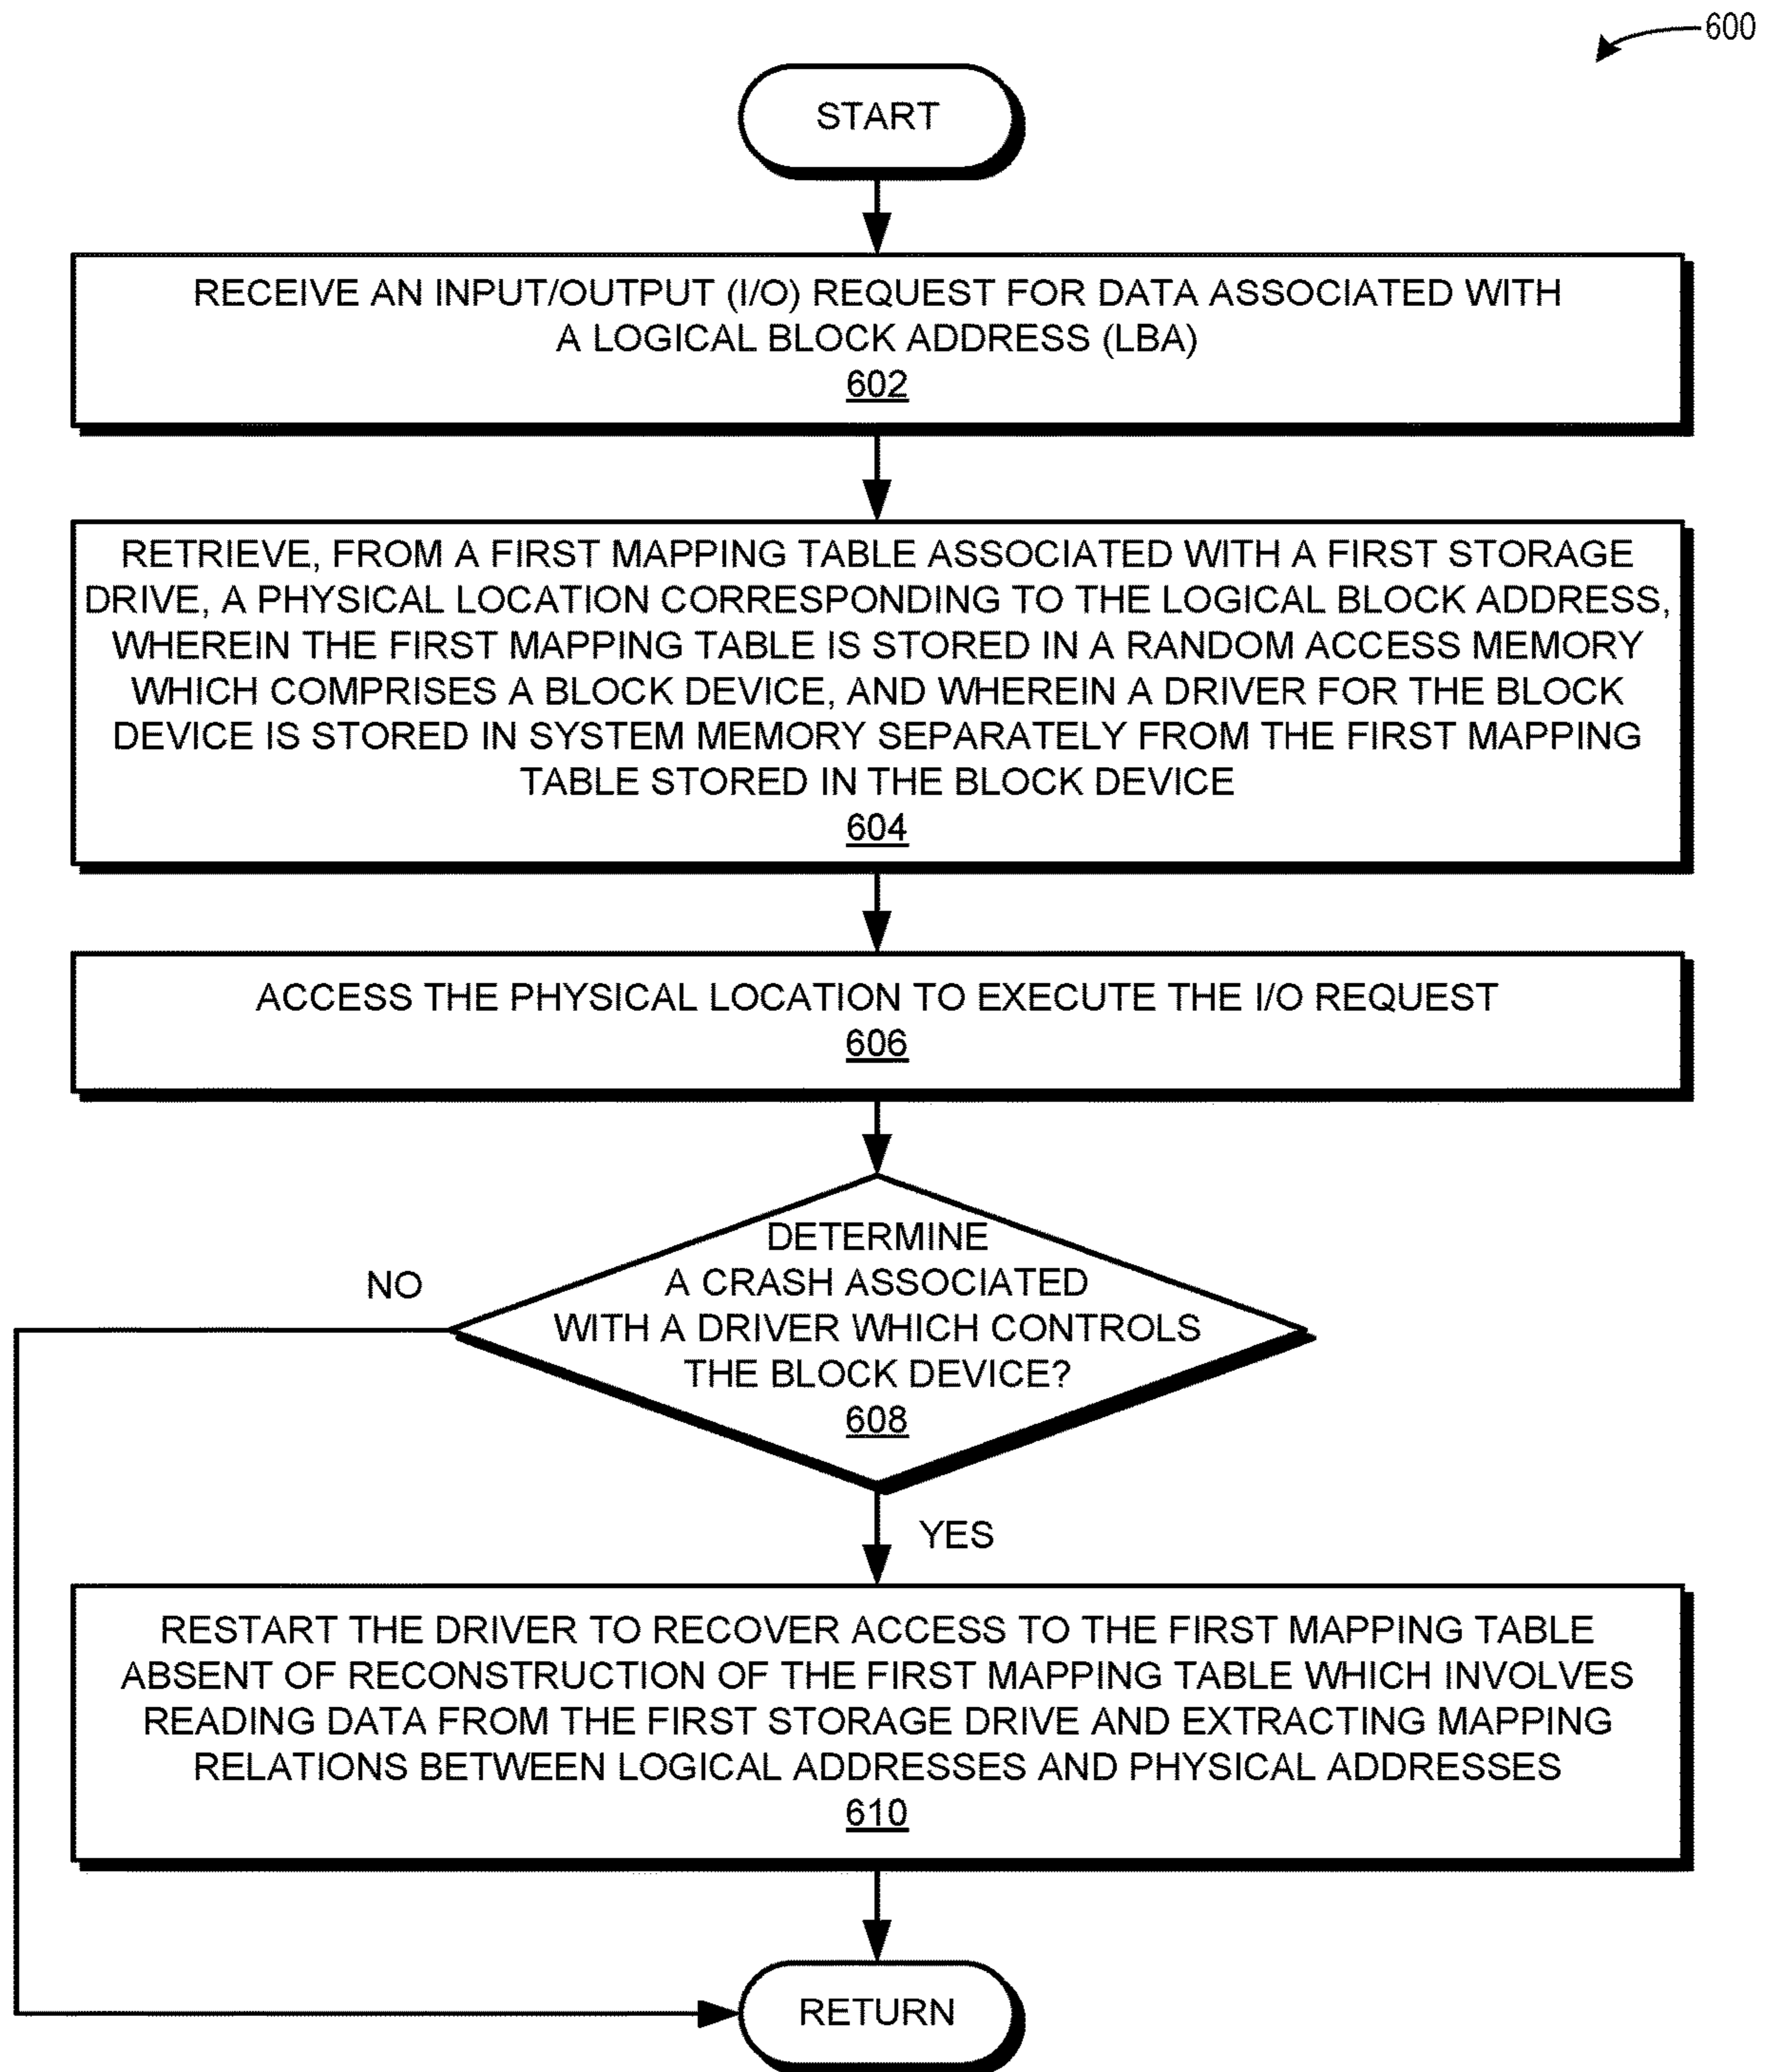 600
START
RECEIVE AN INPUT/OUTPUT (I/O) REQUEST FOR DATA ASSOCIATED WITH
A LOGICAL BLOCK ADDRESS (LBA)
602
RETRIEVE, FROM A FIRST MAPPING TABLE ASSOCIATED WITH A FIRST STORAGE
DRIVE, A PHYSICAL LOCATION CORRESPONDING TO THE LOGICAL BLOCK ADDRESS,
WHEREIN THE FIRST MAPPING TABLE IS STORED IN A RANDOM ACCESS MEMORY
WHICH COMPRISES A BLOCK DEVICE, AND WHEREIN A DRIVER FOR THE BLOCK
DEVICE IS STORED IN SYSTEM MEMORY SEPARATELY FROM THE FIRST MAPPING
TABLE STORED IN THE BLOCK DEVICE
604
ACCESS THE PHYSICAL LOCATION TO EXECUTE THE I/O REQUEST
606
DETERMINE
A CRASH ASSOCIATED
WITH A DRIVER WHICH CONTROLS
THE BLOCK DEVICE?
608
NO
YES
RESTART THE DRIVER TO RECOVER ACCESS TO THE FIRST MAPPING TABLE
ABSENT OF RECONSTRUCTION OF THE FIRST MAPPING TABLE WHICH INVOLVES
READING DATA FROM THE FIRST STORAGE DRIVE AND EXTRACTING MAPPING
RELATIONS BETWEEN LOGICAL ADDRESSES AND PHYSICAL ADDRESSES
610
RETURN